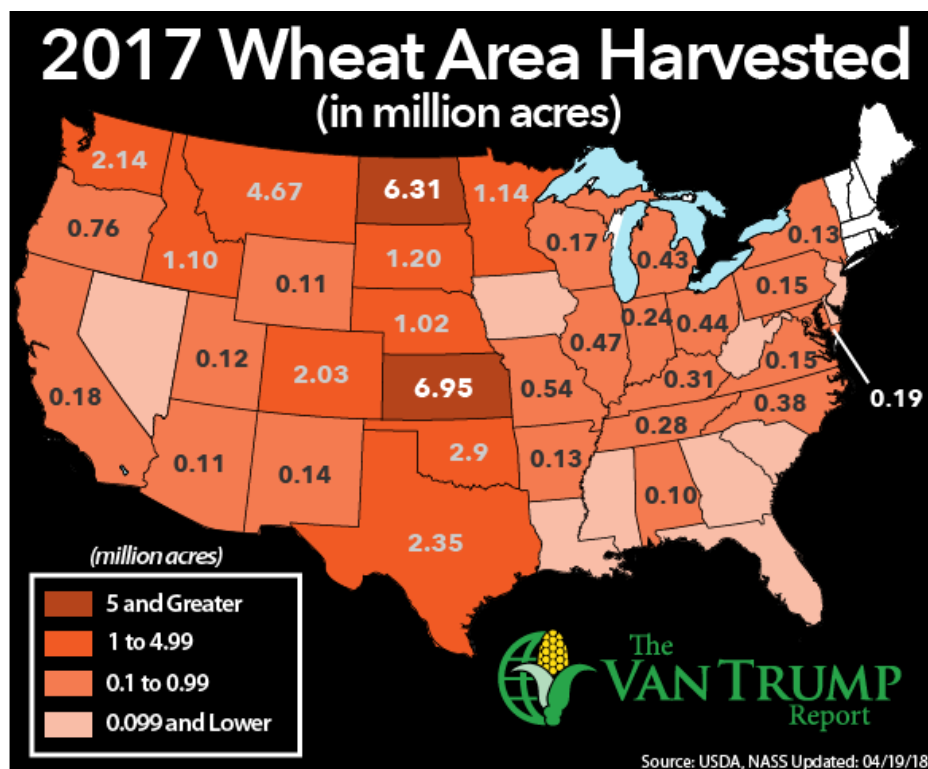 2017 Wheat Area Harvested
(in million acres)
2.14
4.67
6.31
1.14
0.76
0.17
0.13
1.10
1.20
0.43
0.11
0.15
1.02
0.24
0.44
0.47
0.12
2.03
0.15
6.95
0.54
0.31
0.18
0.19
0.38
0.28
2.9
0.13
0.11
0.14
0.10
2.35
(million acres)
5 and Greater
1 to 4.99
0.1 to 0.99
0.099 and Lower
The
VAN TRUMP
Report
Source: USDA, NASS Updated: 04/19/18